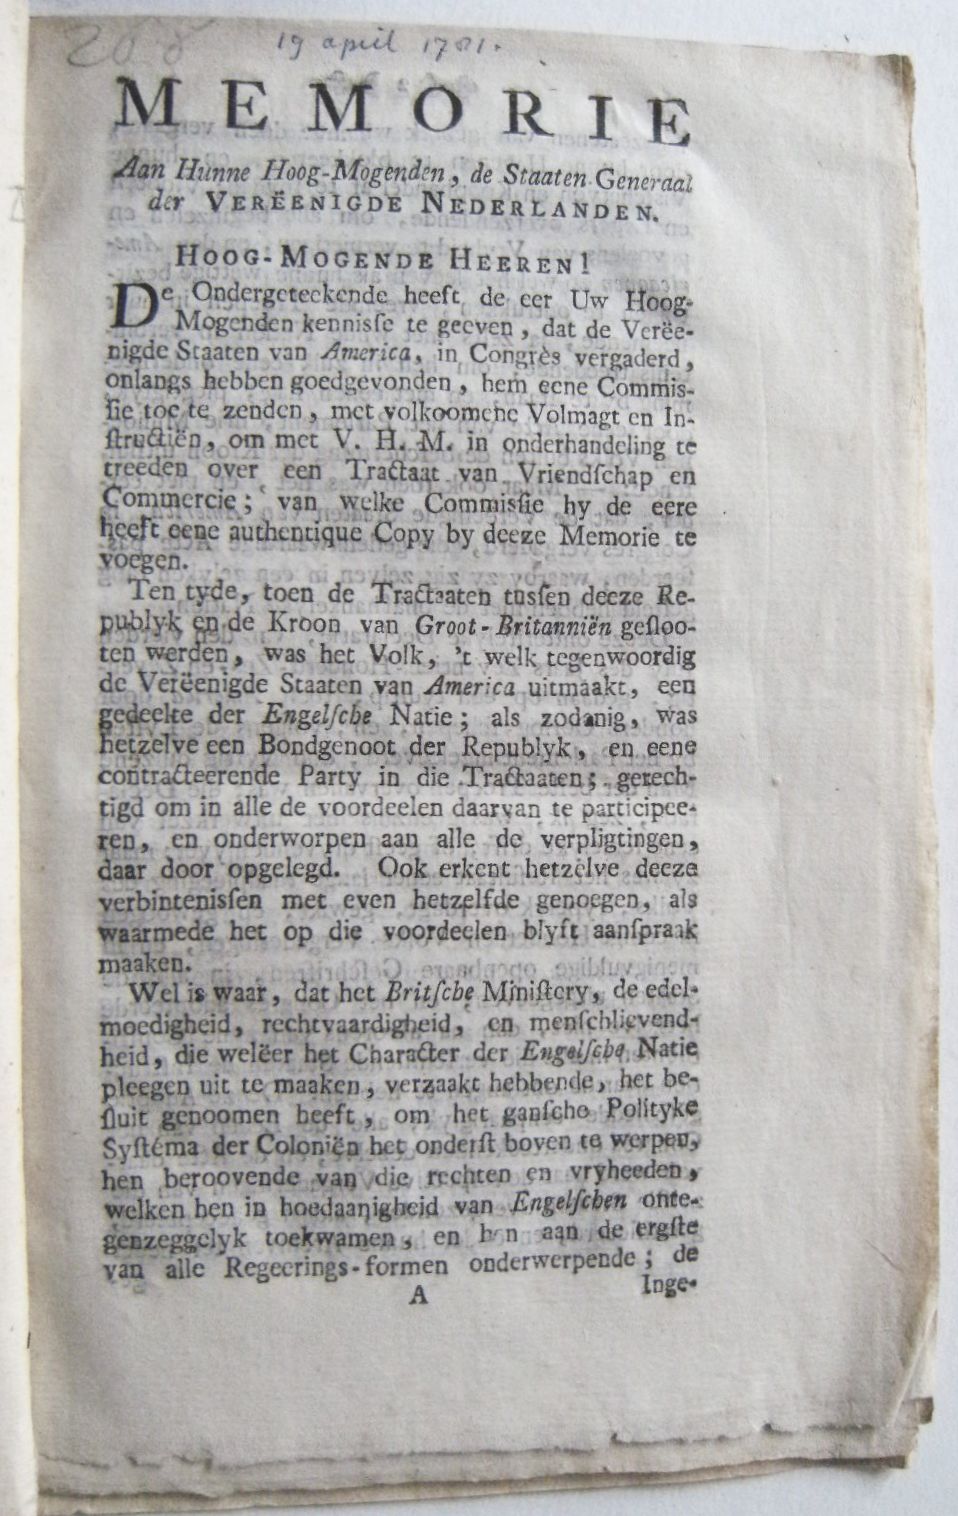 208
19 april 1781.
MEMORIE
Aan Hunne Hoog-Mogenden, de Staaten Generaal
der VEREËNIGDE NEDERLANDEN.
HOOG-MOGENDE HEEREN!
De Ondergeteekende heeft de eer Uw Hoog-
Mogenden kennisſe te geeven, dat de Verëe-
nigde Staaten van America, in Congrès vergaderd,
onlangs hebben goedgevonden, hem eene Commis-
ſie toe te zenden, met volkoomene Volmagt en In-
ſtructiën, om met V. H. M. in onderhandeling te
treeden over een Tractaat van Vriendſchap en
Commercie; van welke Commisſie hy de eere
heeft eene authentique Copy by deeze Memorie te
voegen.
Ten tyde, toen de Tractaaten tusſen deeze Re-
publyk en de Kroon van Groot-Britanniën geſloo-
ten werden, was het Volk, 't welk tegenwoordig
de Verëenigde Staaten van America uitmaakt, een
gedeelte der Engelſche Natie; als zodanig, was
hetzelve een Bondgenoot der Republyk, en eene
contracteerende Party in die Tractaaten; gerech-
tigd om in alle de voordeelen daarvan te participee-
ren, en onderworpen aan alle de verpligtingen,
daar door opgelegd. Ook erkent hetzelve deeze
verbintenisſen met even hetzelfde genoegen, als
waarmede het op die voordeelen blyft aanſpraak
maaken.
Wel is waar, dat het Britſche Miniſtery, de edel-
moedigheid, rechtvaardigheid, en menſchlievend-
heid, die welëer het Character der Engelſche Natie
pleegen uit te maaken, verzaakt hebbende, het be-
ſluit genoomen heeft, om het ganſche Polityke
Syſtéma der Coloniën het onderſt boven te werpen,
hen beroovende van die rechten en vryheeden,
welken hen in hoedaanigheid van Engelſchen onte-
genzeggelyk toekwamen, en hen aan de ergſte
van alle Regeerings-formen onderwerpende; de
A Inge-